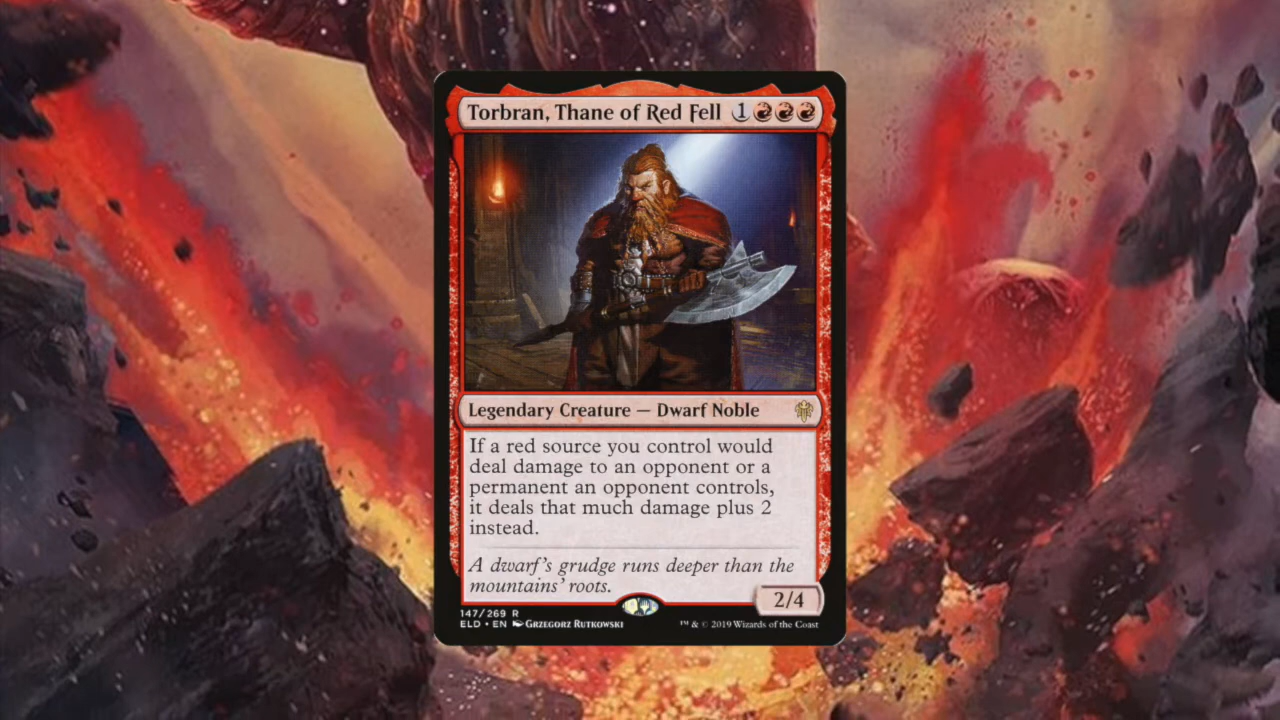 Torbran, Thane of Red Fell 1
Legendary Creature — Dwarf Noble
If a red source you control would
deal damage to an opponent or a
permanent an opponent controls,
it deals that much damage plus 2
instead.
A dwarf's grudge runs deeper than the
mountains' roots.
2/4
147/269 R
ELD • EN Grzegorz Rutkowski
™ & © 2019 Wizards of the Coast